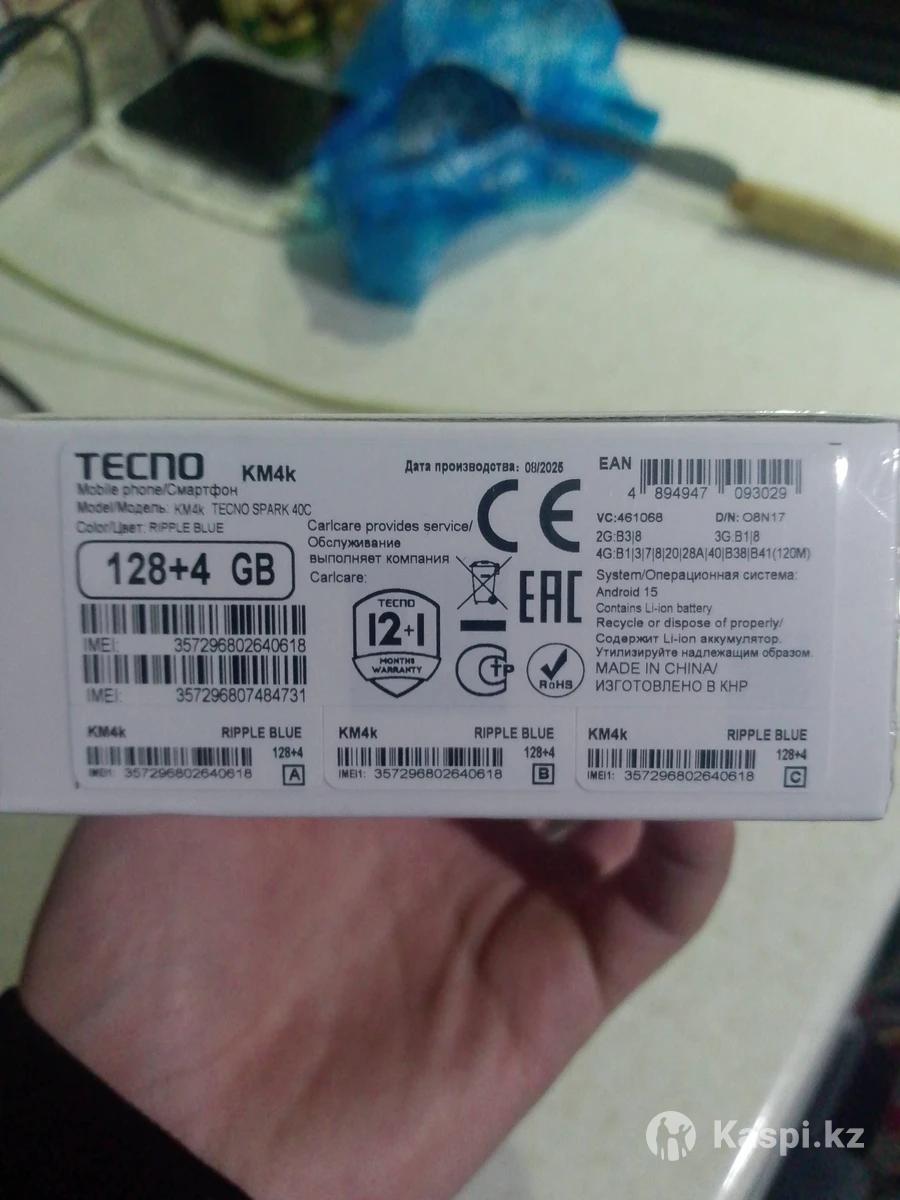 TECNO KM4k
Mobile phone/Смартфон
Model/Модель: KM4k TECNO SPARK 40C
Color/Цвет: RIPPLE BLUE
128+4 GB
IMEI: 357296802640618
IMEI: 357296807484731
Дата производства: 08/2025
Carlcare provides service/
Обслуживание
выполняет компания
Carlcare:
CE
EAC
TECNO
12+1
MONTHS
WARRANTY
RoHS
EAN
4 894947 093029
VC:461068 D/N: O8N17
2G:B3|8 3G:B1|8
4G:B1|3|7|8|20|28A|40|B38|B41(120M)
System/Операционная система:
Android 15
Contains Li-ion battery
Recycle or dispose of properly/
Содержит Li-ion аккумулятор.
Утилизируйте надлежащим образом.
MADE IN CHINA/
ИЗГОТОВЛЕНО В КНР
KM4k RIPPLE BLUE
128+4
IMEI1: 357296802640618 A
KM4k RIPPLE BLUE
128+4
IMEI1: 357296802640618 B
KM4k RIPPLE BLUE
128+4
IMEI1: 357296802640618 C
Kaspi.kz